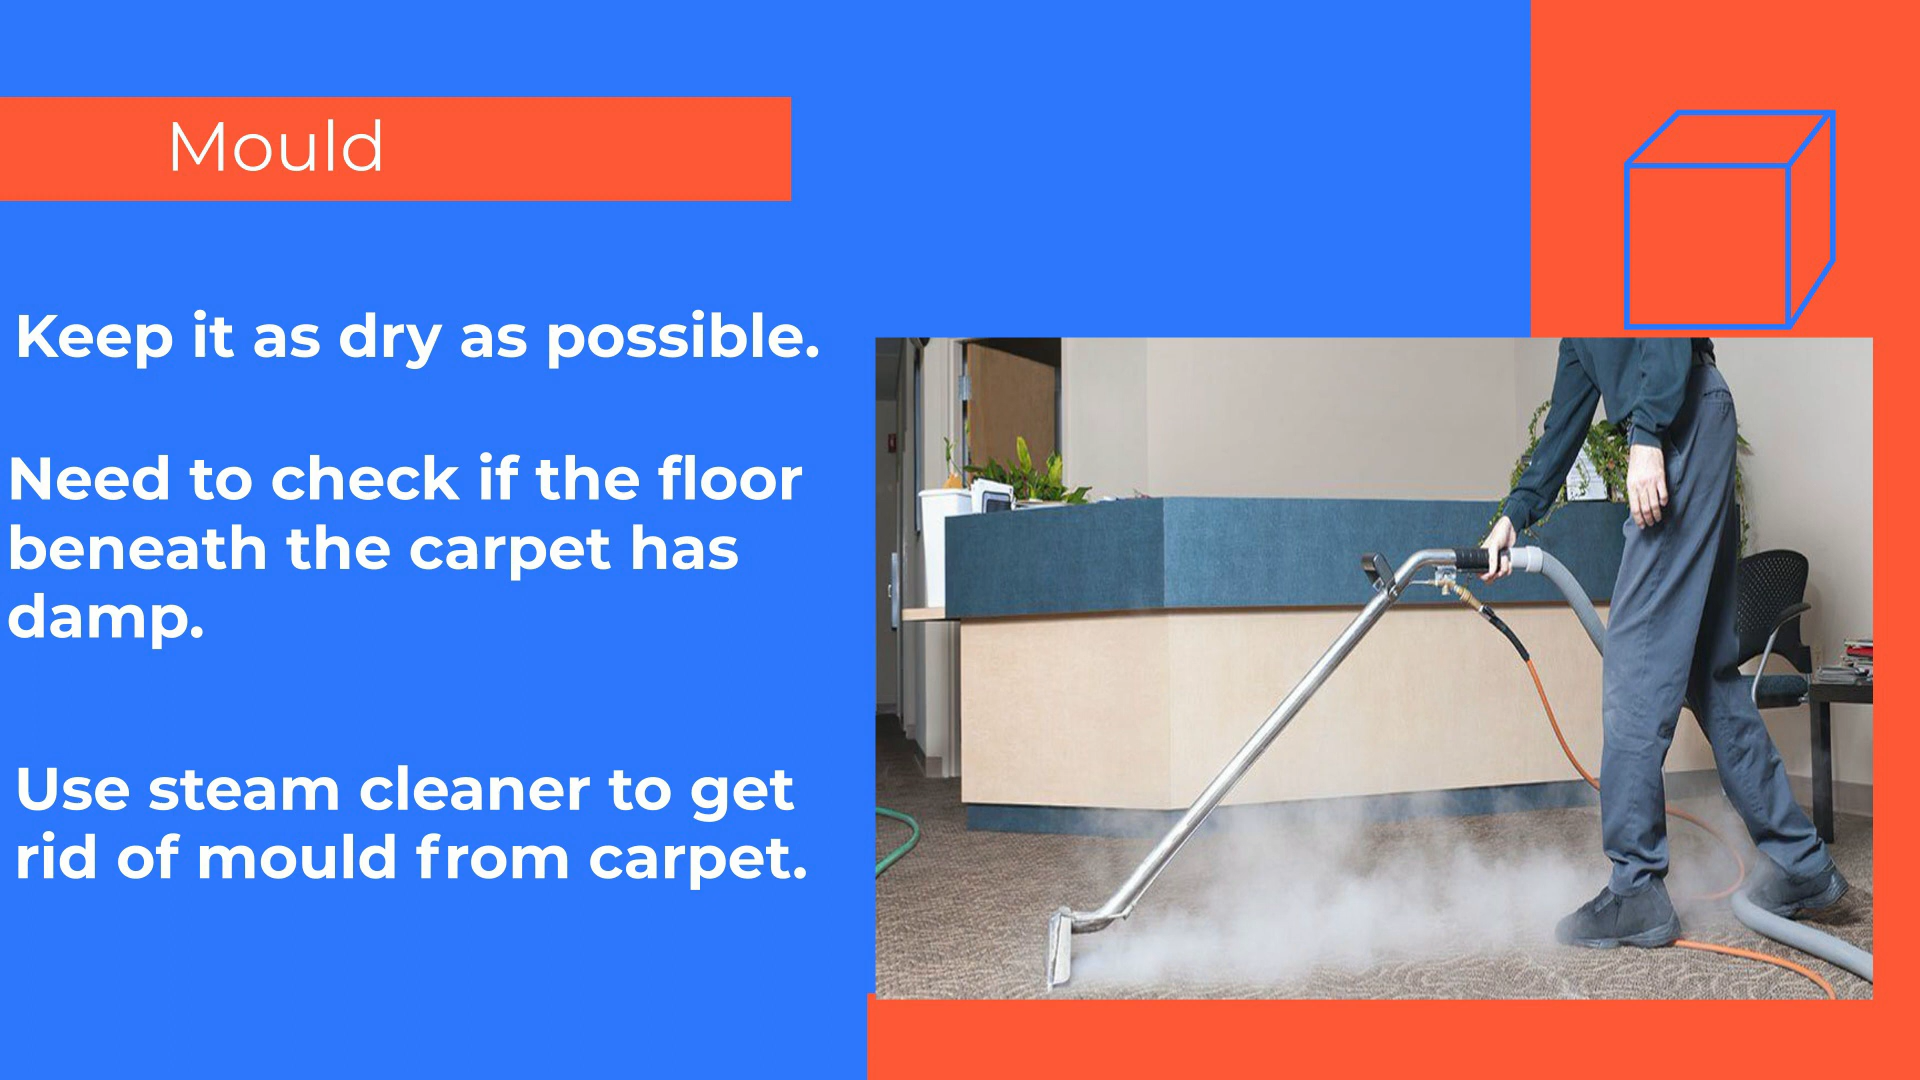 Mould
Keep it as dry as possible.
Need to check if the floor
beneath the carpet has
damp.
Use steam cleaner to get
rid of mould from carpet.